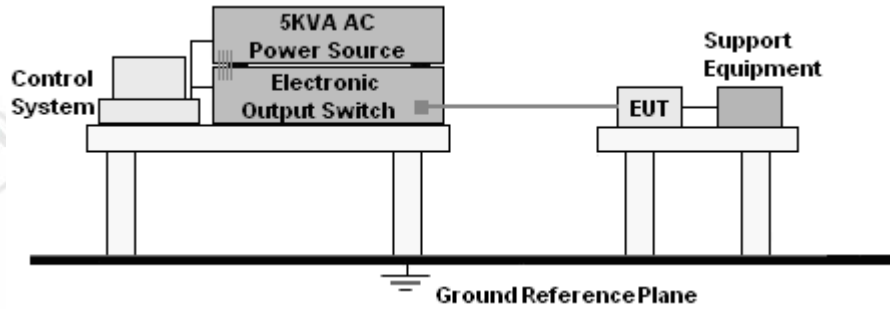 5KVA AC
Power Source
Electronic
Output Switch
Control
System
EUT
Support
Equipment
Ground Reference Plane